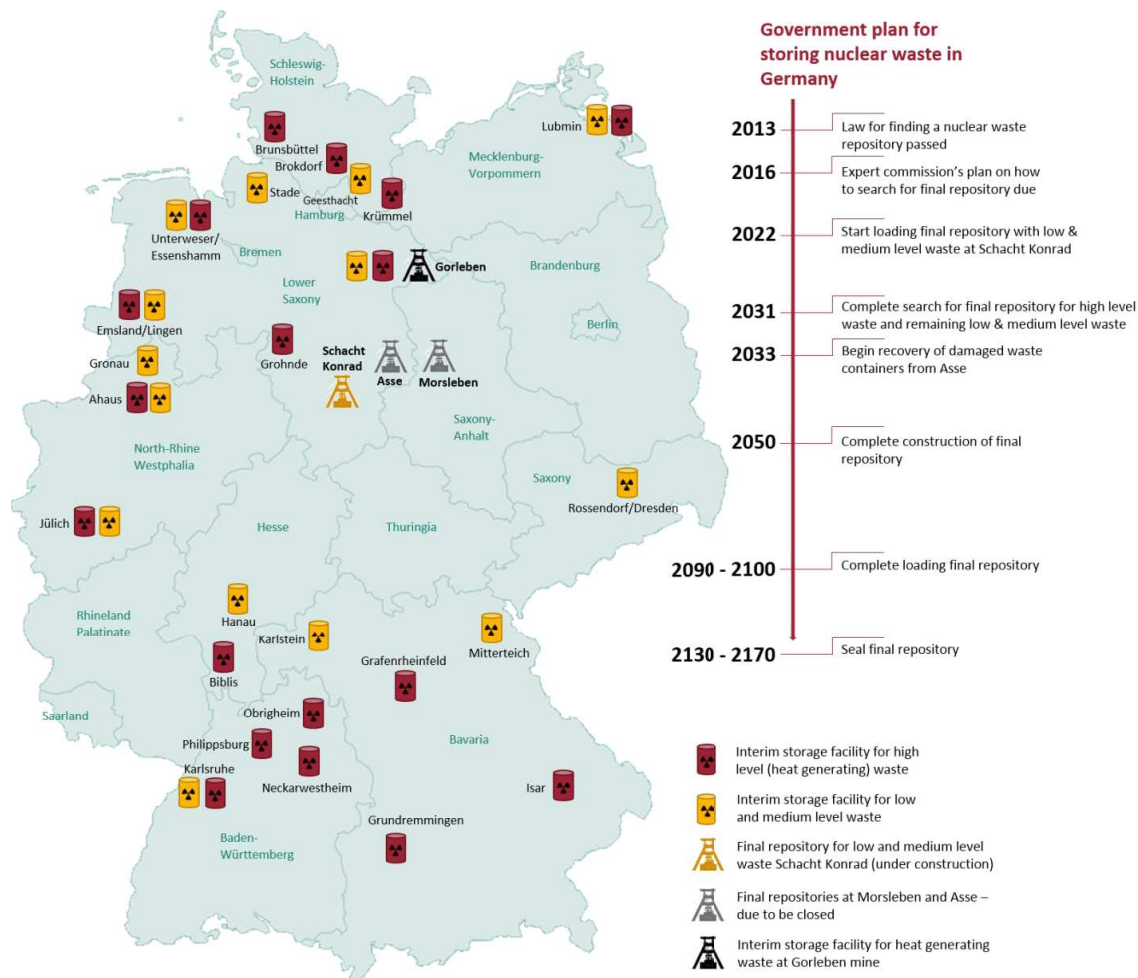 Schleswig-
Holstein
Lubmin
Brunsbüttel
Brokdorf
Mecklenburg-
Vorpommern
Stade
Geesthacht
Hamburg
Krümmel
Unterweser/
Essenshamm
Bremen
Lower
Saxony
Gorleben
Brandenburg
Berlin
Emsland/Lingen
Gronau
Grohnde
Schacht
Konrad
Asse
Morsleben
Ahaus
Saxony-
Anhalt
North-Rhine
Westphalia
Saxony
Rossendorf/Dresden
Jülich
Hesse
Thuringia
Hanau
Rhineland
Palatinate
Karlstein
Mitterteich
Grafenrheinfeld
Biblis
Saarland
Obrigheim
Philippsburg
Bavaria
Karlsruhe
Neckarwestheim
Isar
Grundremmingen
Baden-
Württemberg
Government plan for
storing nuclear waste in
Germany
2013
Law for finding a nuclear waste
repository passed
2016
Expert commission's plan on how
to search for final repository due
2022
Start loading final repository with low &
medium level waste at Schacht Konrad
2031
Complete search for final repository for high level
waste and remaining low & medium level waste
2033
Begin recovery of damaged waste
containers from Asse
2050
Complete construction of final
repository
2090 - 2100
Complete loading final repository
2130 - 2170
Seal final repository
Interim storage facility for high
level (heat generating) waste
Interim storage facility for low
and medium level waste
Final repository for low and medium level
waste Schacht Konrad (under construction)
Final repositories at Morsleben and Asse –
due to be closed
Interim storage facility for heat generating
waste at Gorleben mine